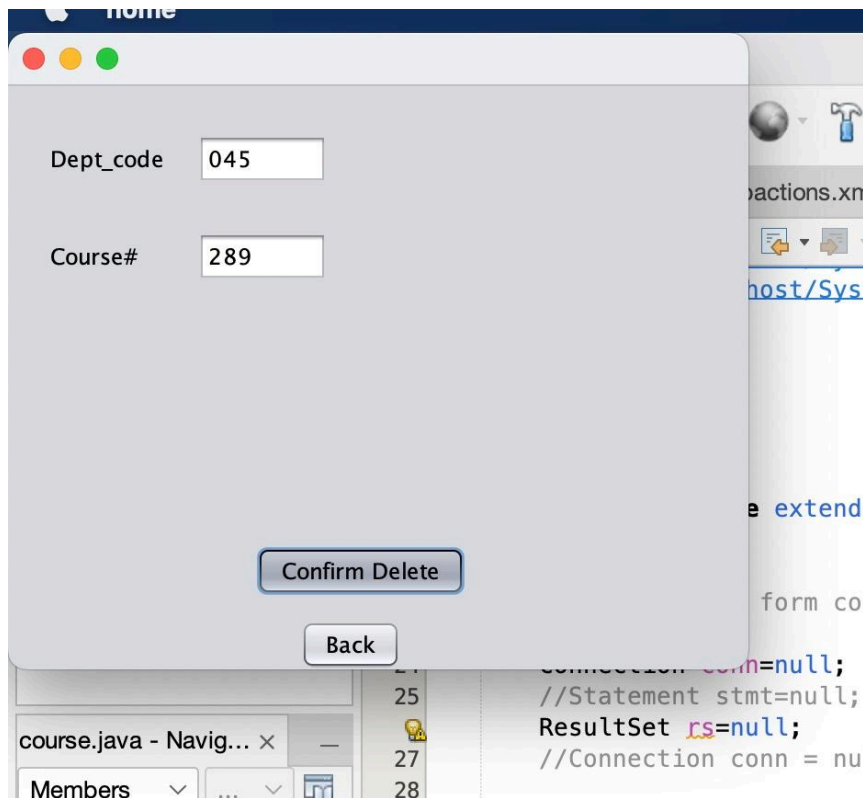 home
Dept_code 045
Course# 289
Confirm Delete
Back
pactions.xm
host/Sys
e extend
form co
Connection conn=null;
25 //Statement stmt=null;
ResultSet rs=null;
27 //Connection conn = nu
28
course.java - Navig... ×
Members ...